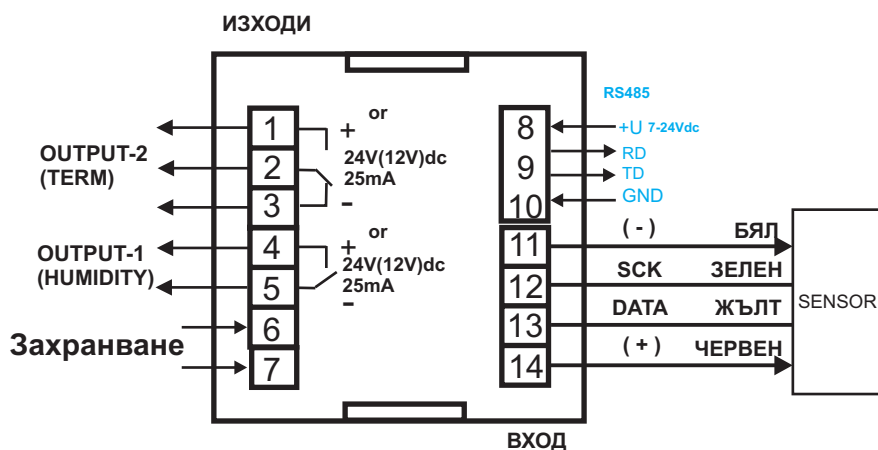 ИЗХОДИ
OUTPUT-2
(TERM)
OUTPUT-1
(HUMIDITY)
Захранване
1
2
3
4
5
6
7
or
+
24V(12V)dc
25mA
-
or
+
24V(12V)dc
25mA
-
RS485
8
9
10
11
12
13
14
+U 7-24Vdc
RD
TD
GND
( - ) БЯЛ
SCK ЗЕЛЕН
DATA ЖЪЛТ
( + ) ЧЕРВЕН
SENSOR
ВХОД